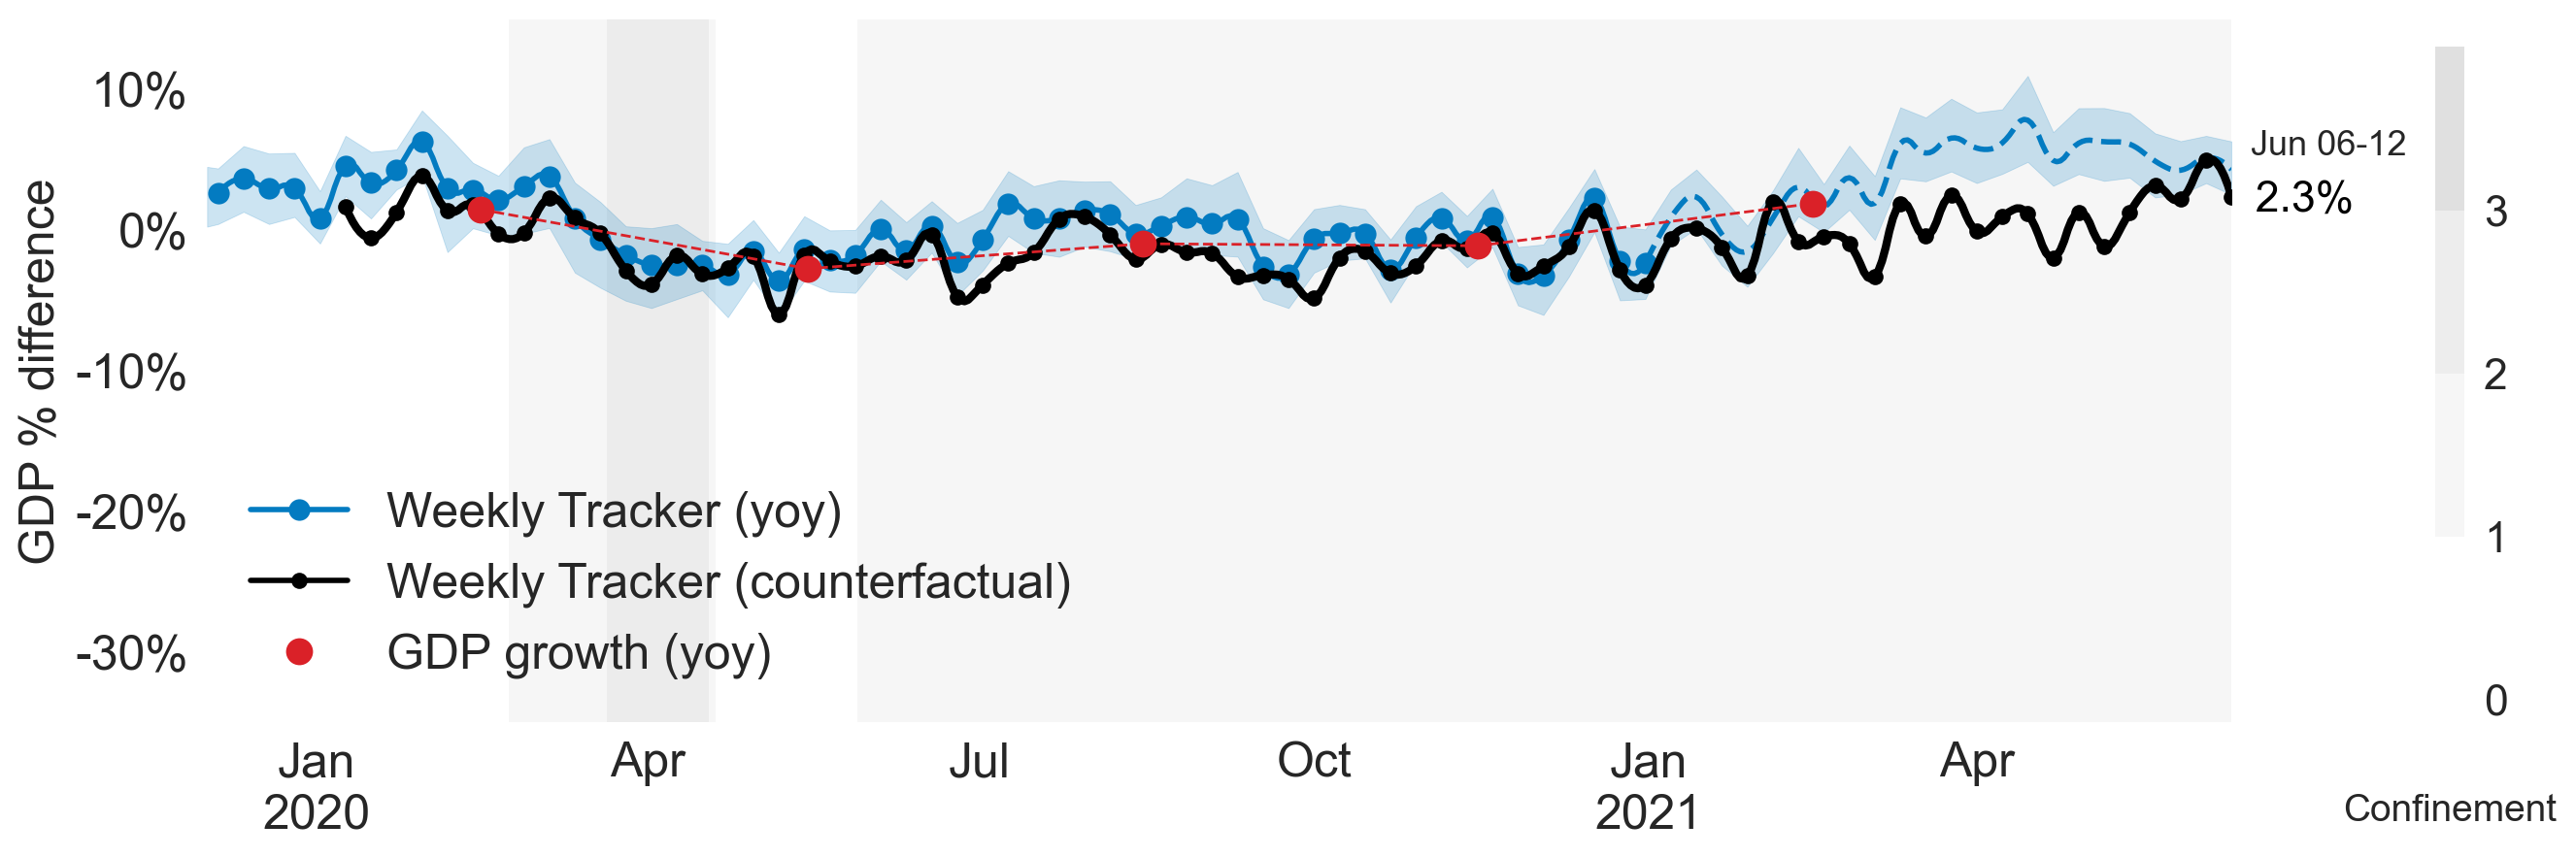 GDP % difference
10%
0%
-10%
-20%
-30%
Weekly Tracker (yoy)
Weekly Tracker (counterfactual)
GDP growth (yoy)
Jan
2020
Apr
Jul
Oct
Jan
2021
Apr
Jun 06-12
2.3%
3
2
1
0
Confinement